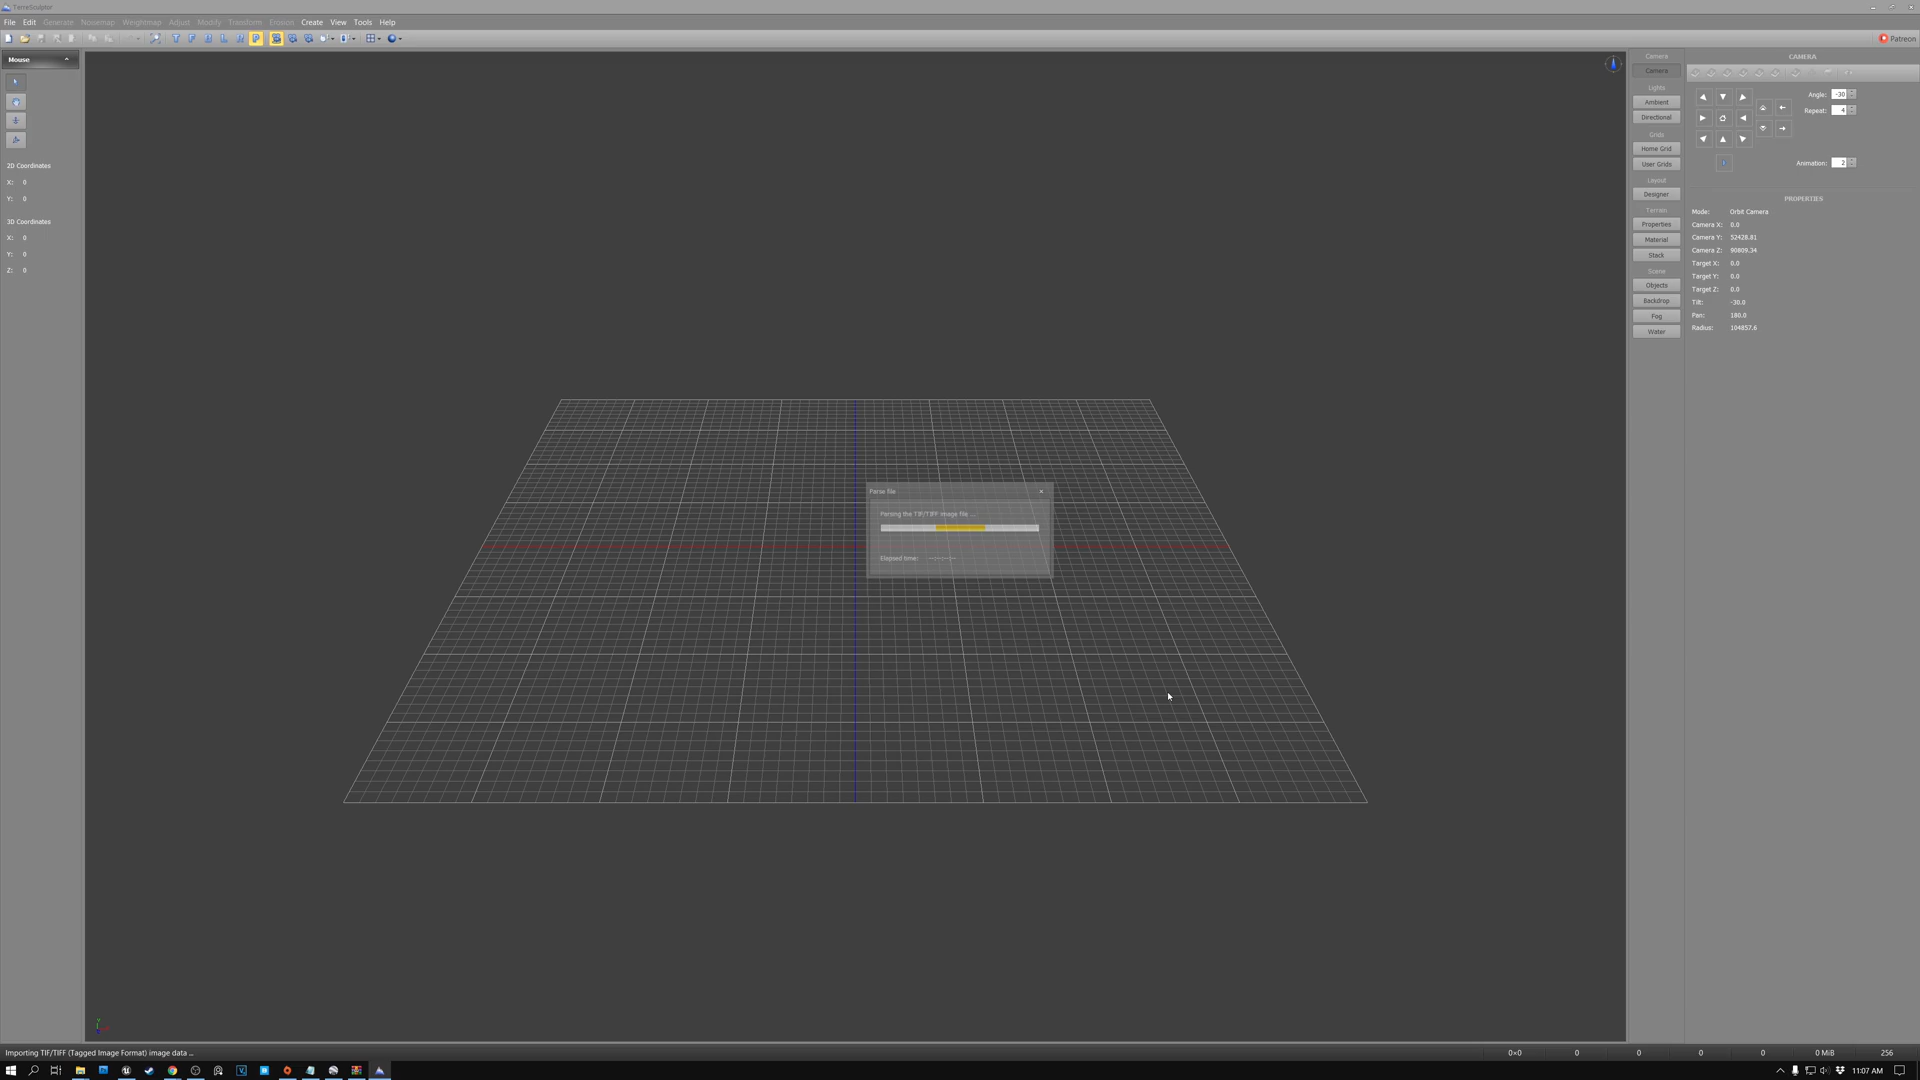 TerreSculptor
File Edit Generate Normalmap Weightmap Adjust Modify Transform Erosion Create View Tools Help
T F B L R P
Patreon
Mouse
2D Coordinates
X: 0
Y: 0
3D Coordinates
X: 0
Y: 0
Z: 0
Parse file
Parsing the TIF/TIFF image file ...
Elapsed time: --:--:--
Y
Camera
Camera
Lights
Ambient
Directional
Grids
Home Grid
User Grids
Layout
Designer
Terrain
Properties
Material
Stack
Scene
Objects
Backdrop
Fog
Water
CAMERA
Angle: -30
Repeat: 4
Animation: 2
PROPERTIES
Mode: Orbit Camera
Camera X: 0.0
Camera Y: 52428.81
Camera Z: 90809.34
Target X: 0.0
Target Y: 0.0
Target Z: 0.0
Tilt: -30.0
Pan: 180.0
Radius: 104857.6
Importing TIF/TIFF (Tagged Image Format) image data ...
0×0 0 0 0 0 0 MiB 256
11:07 AM